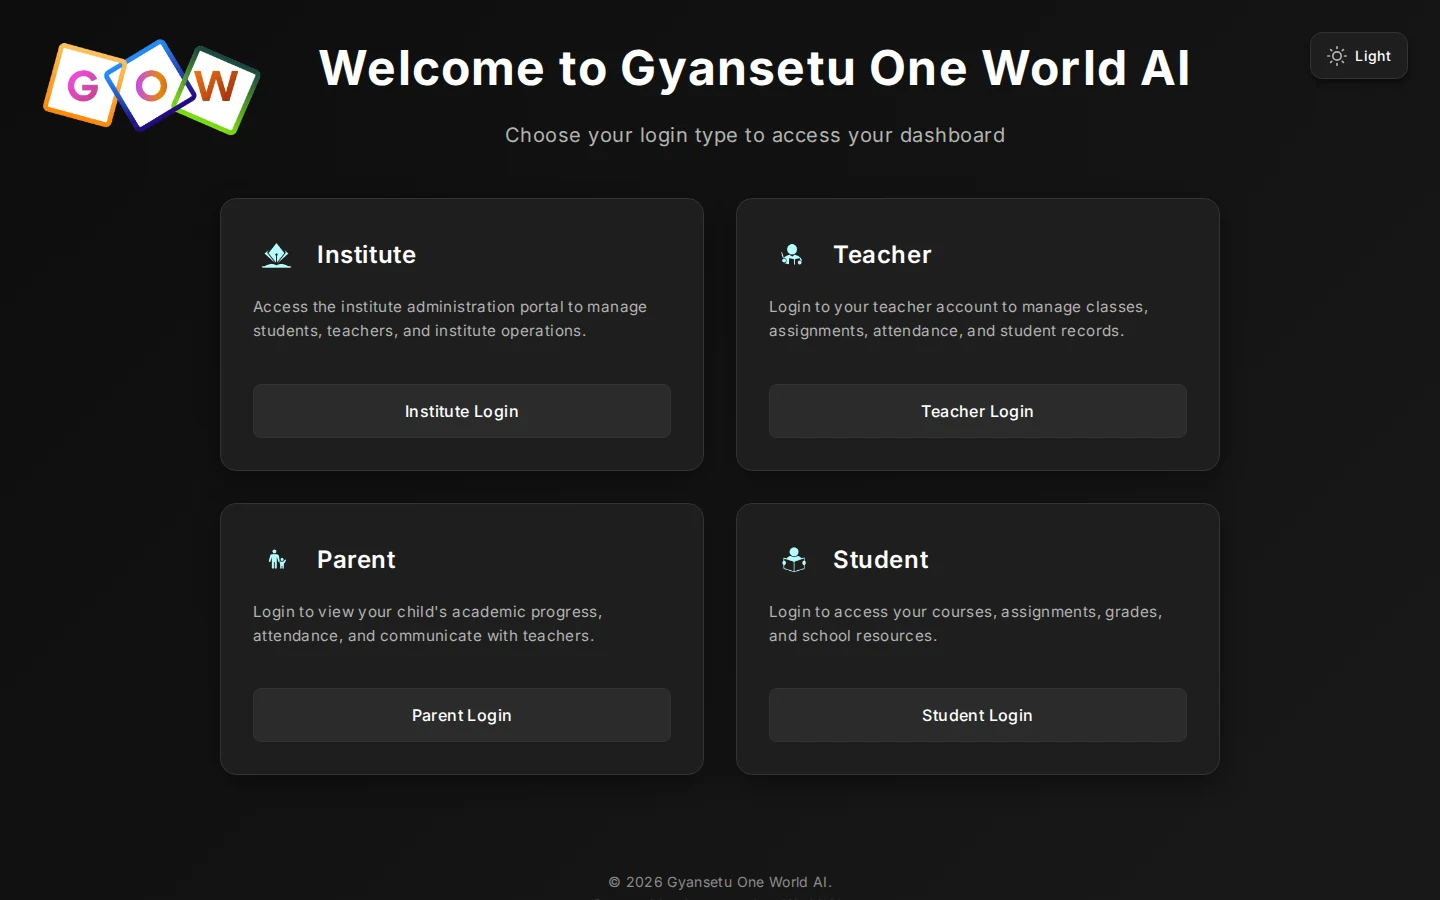 GOW
Welcome to Gyansetu One World AI
Light
Choose your login type to access your dashboard
Institute
Access the institute administration portal to manage
students, teachers, and institute operations.
Institute Login
Teacher
Login to your teacher account to manage classes,
assignments, attendance, and student records.
Teacher Login
Parent
Login to view your child's academic progress,
attendance, and communicate with teachers.
Parent Login
Student
Login to access your courses, assignments, grades,
and school resources.
Student Login
© 2026 Gyansetu One World AI.